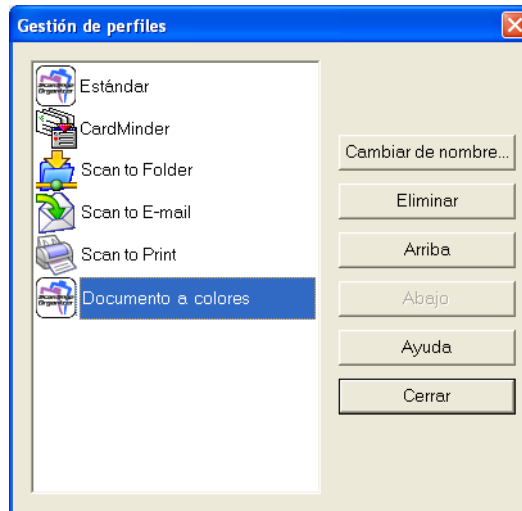 Gestión de perfiles
Estándar
CardMinder
Scan to Folder
Scan to E-mail
Scan to Print
Documento a colores
Cambiar de nombre...
Eliminar
Arriba
Abajo
Ayuda
Cerrar